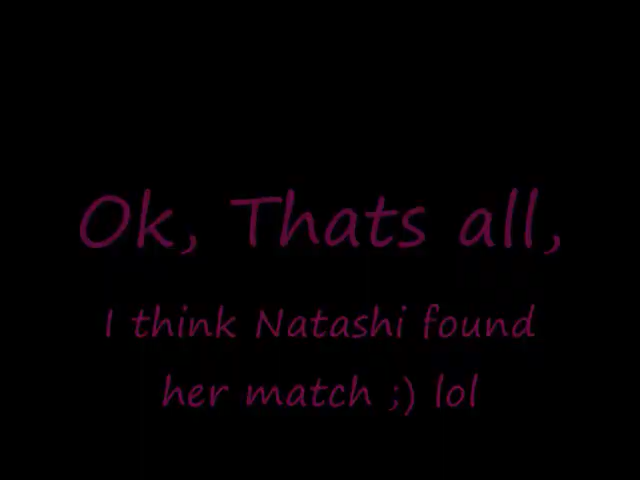 Ok, Thats all,
I think Natashi found
her match ;) lol